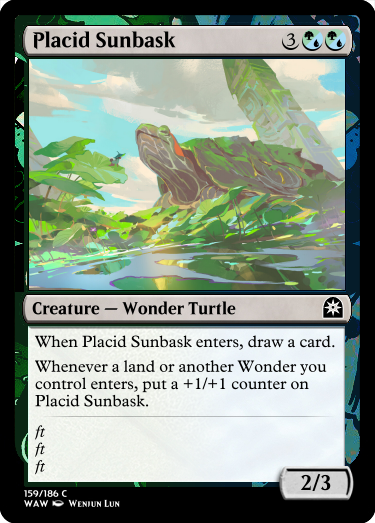 Placid Sunbask 3
Creature — Wonder Turtle
When Placid Sunbask enters, draw a card.
Whenever a land or another Wonder you
control enters, put a +1/+1 counter on
Placid Sunbask.
ft
ft
ft
2/3
159/186 C
WAW Wenjun Lun